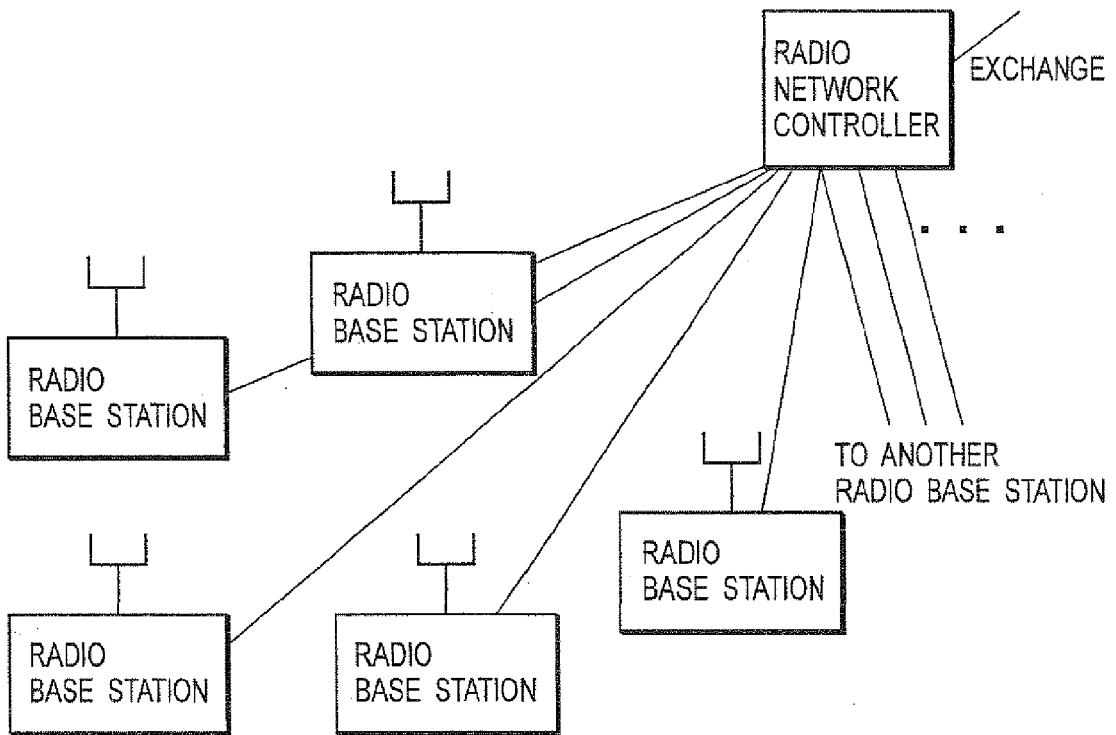 RADIO
NETWORK
CONTROLLER
EXCHANGE
RADIO
BASE STATION
RADIO
BASE STATION
TO ANOTHER
RADIO BASE STATION
RADIO
BASE STATION
RADIO
BASE STATION
RADIO
BASE STATION